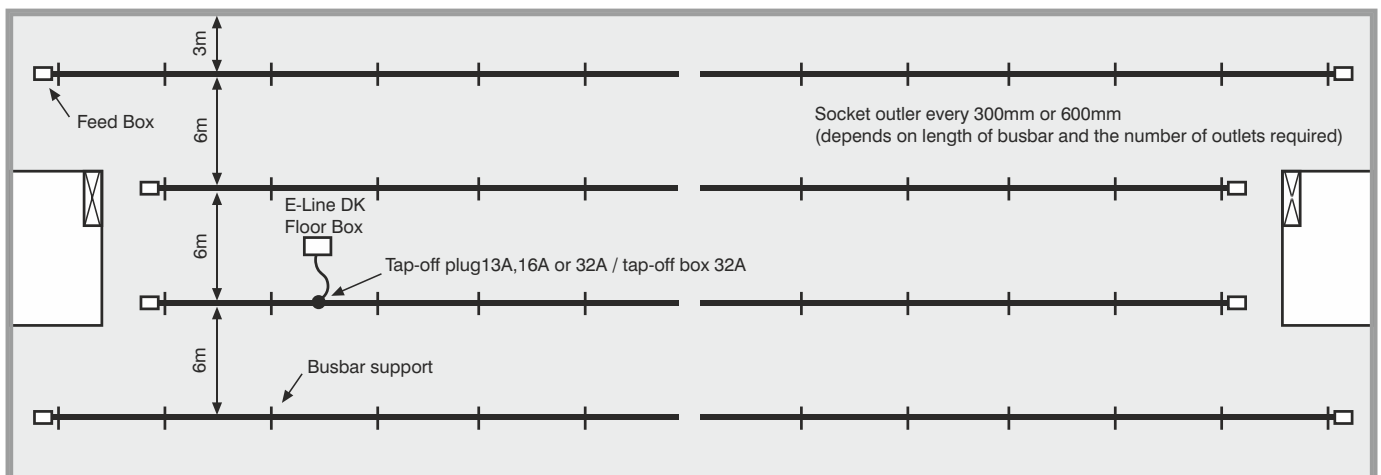 3m
Feed Box
6m
Socket outler every 300mm or 600mm
(depends on length of busbar and the number of outlets required)
E-Line DK
Floor Box
6m
Tap-off plug13A,16A or 32A / tap-off box 32A
6m
Busbar support